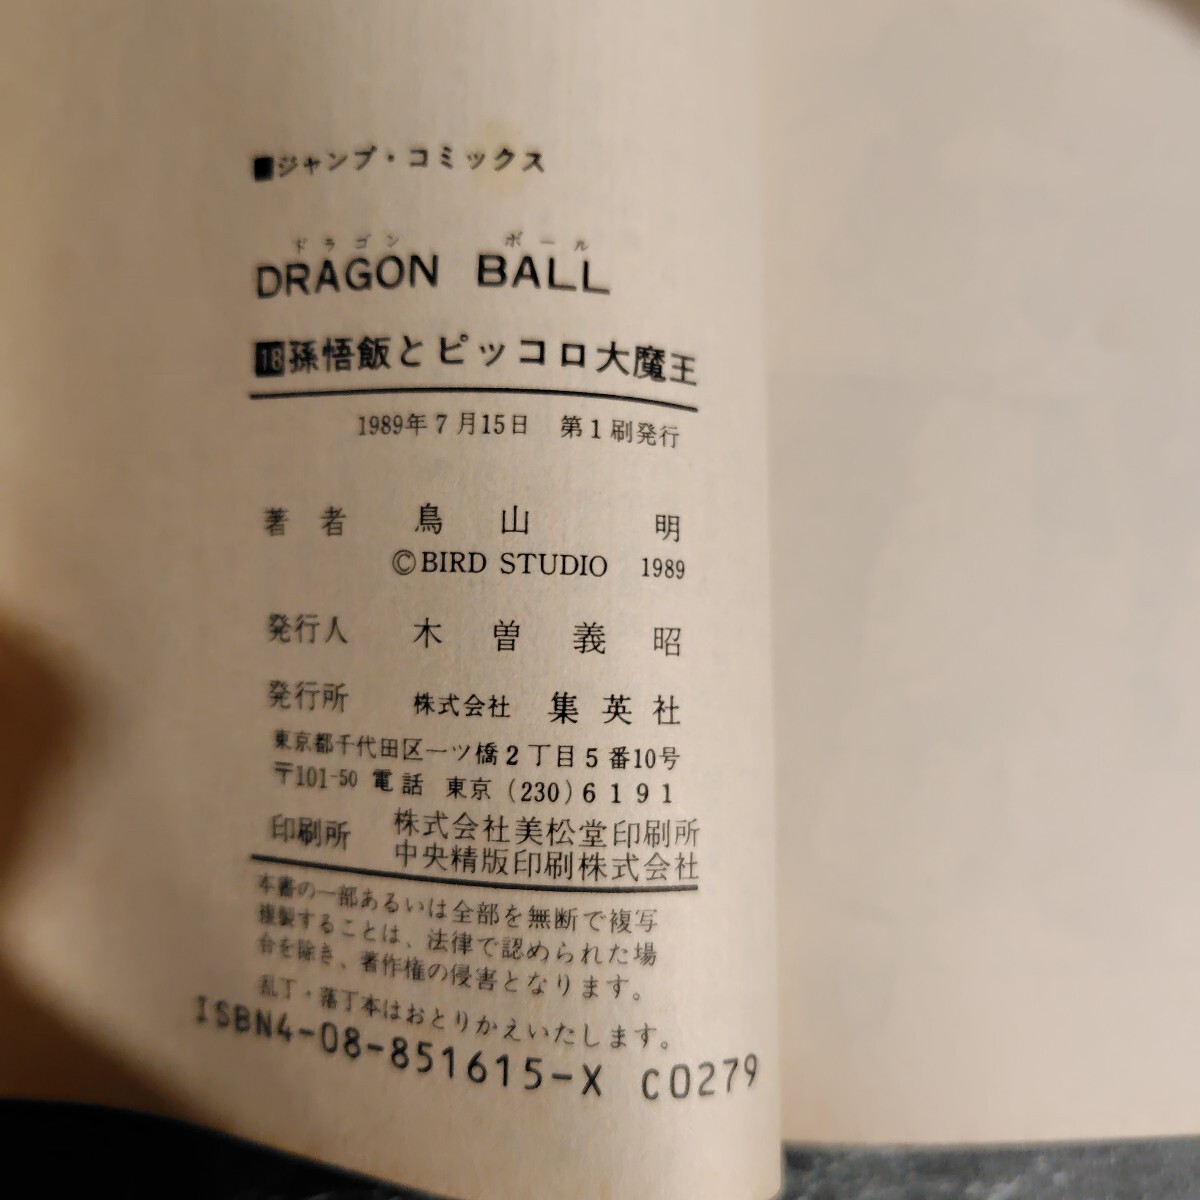 ■ジャンプ・コミックス
ドラゴン ボール
DRAGON BALL
18 孫悟飯とピッコロ大魔王
1989年7月15日 第1刷発行
著者 鳥山 明
©BIRD STUDIO 1989
発行人 木曽義昭
発行所 株式会社 集英社
東京都千代田区一ツ橋2丁目5番10号
〒101-50 電話 東京 (230) 6191
印刷所 株式会社美松堂印刷所
中央精版印刷株式会社
本書の一部あるいは全部を無断で複写
複製することは、法律で認められた場
合を除き、著作権の侵害となります。
乱丁・落丁本はおとりかえいたします。
ISBN4-08-851615-X C0279